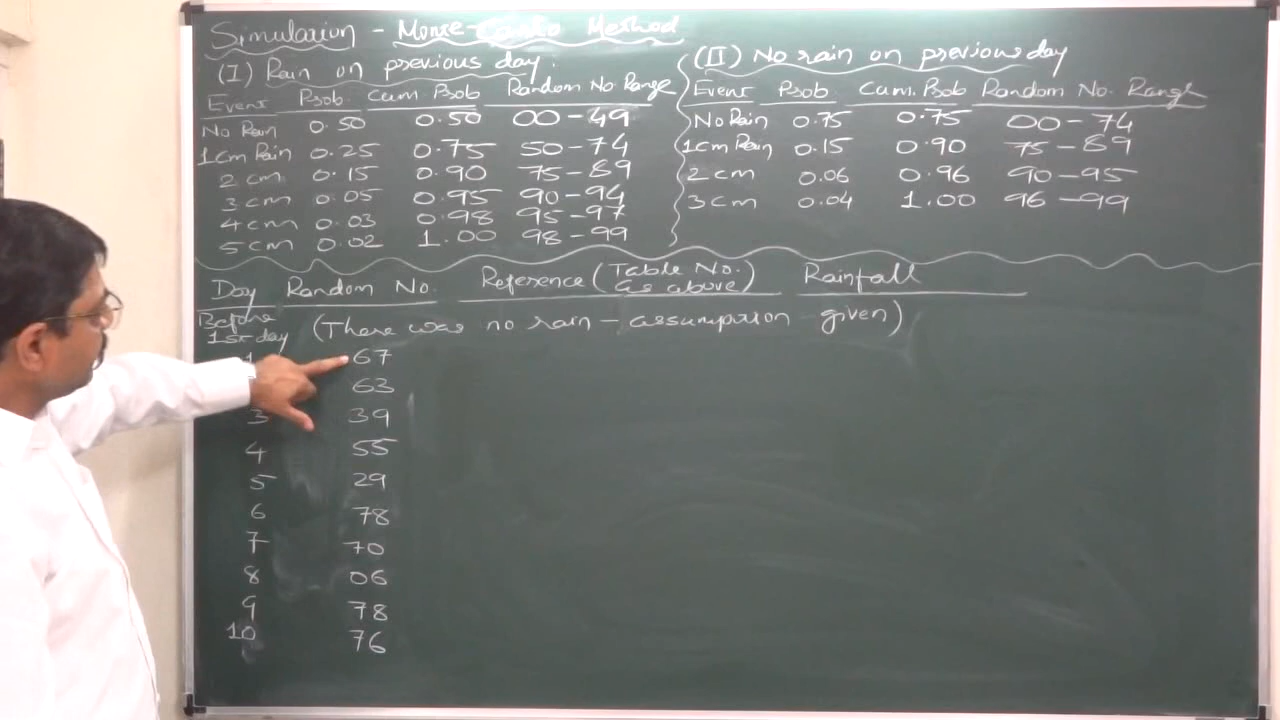 Simulation - Monte-Carlo Method
(I) Rain on previous day.
Event Prob Cum. Prob Random No. Range
No Rain 0.50 0.50 00-49
1 cm Rain 0.25 0.75 50-74
2 cm 0.15 0.90 75-89
3 cm 0.05 0.95 90-94
4 cm 0.03 0.98 95-97
5 cm 0.02 1.00 98-99
(II) No rain on previous day
Event Prob Cum. Prob Random No. Range
No Rain 0.75 0.75 00-74
1 cm Rain 0.15 0.90 75-89
2 cm 0.06 0.96 90-95
3 cm 0.04 1.00 96-99
Day Random No. Reference (Table No. as above) Rainfall
Before 1st day (There was no rain - assumption given)
1 67
63
3 39
4 55
5 29
6 78
7 70
8 06
9 78
10 76